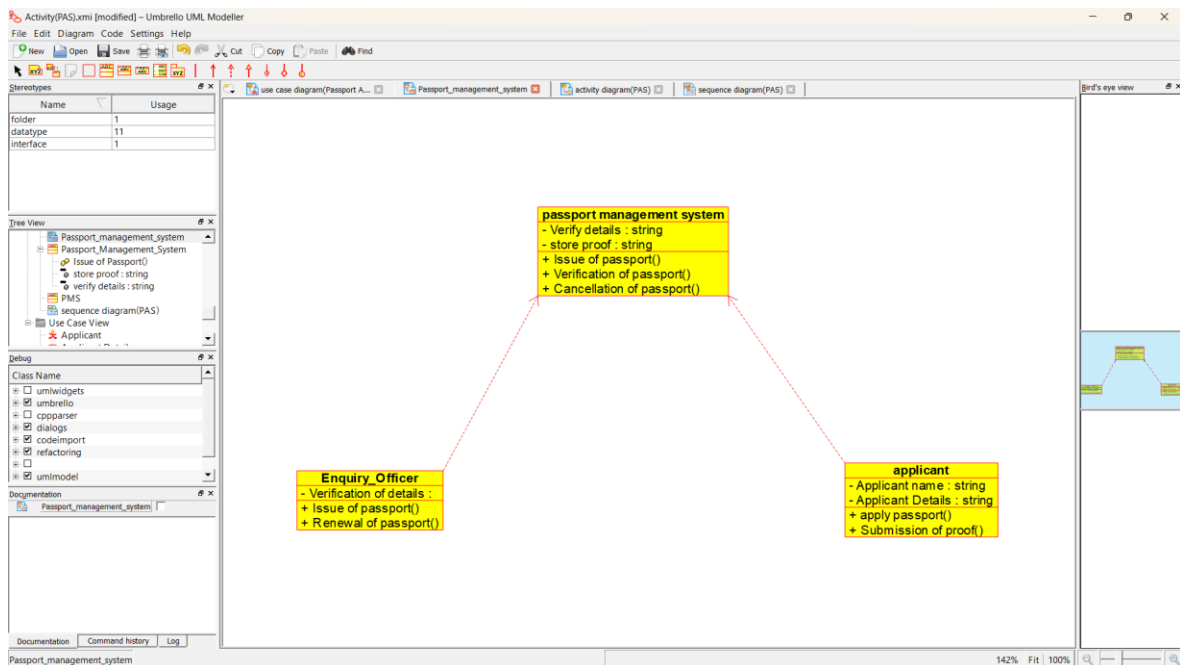 Activity(PAS).xmi [modified] – Umbrello UML Modeller
File Edit Diagram Code Settings Help
New Open Save Cut Copy Paste Find
Stereotypes
Name Usage
folder 1
datatype 11
interface 1
Tree View
Passport_management_system
Passport_Management_System
Issue of Passport()
store proof : string
verify details : string
PMS
sequence diagram(PAS)
Use Case View
Applicant
Debug
Class Name
umlwidgets
umbrello
cppparser
dialogs
codeimport
refactoring
umlmodel
Documentation
Passport_management_system
Documentation Command history Log
Passport_management_system
use case diagram(Passport A... Passport_management_system activity diagram(PAS) sequence diagram(PAS)
passport management system
- Verify details : string
- store proof : string
+ Issue of passport()
+ Verification of passport()
+ Cancellation of passport()
Enquiry_Officer
- Verification of details :
+ Issue of passport()
+ Renewal of passport()
applicant
- Applicant name : string
- Applicant Details : string
+ apply passport()
+ Submission of proof()
Bird's eye view
142% Fit 100%